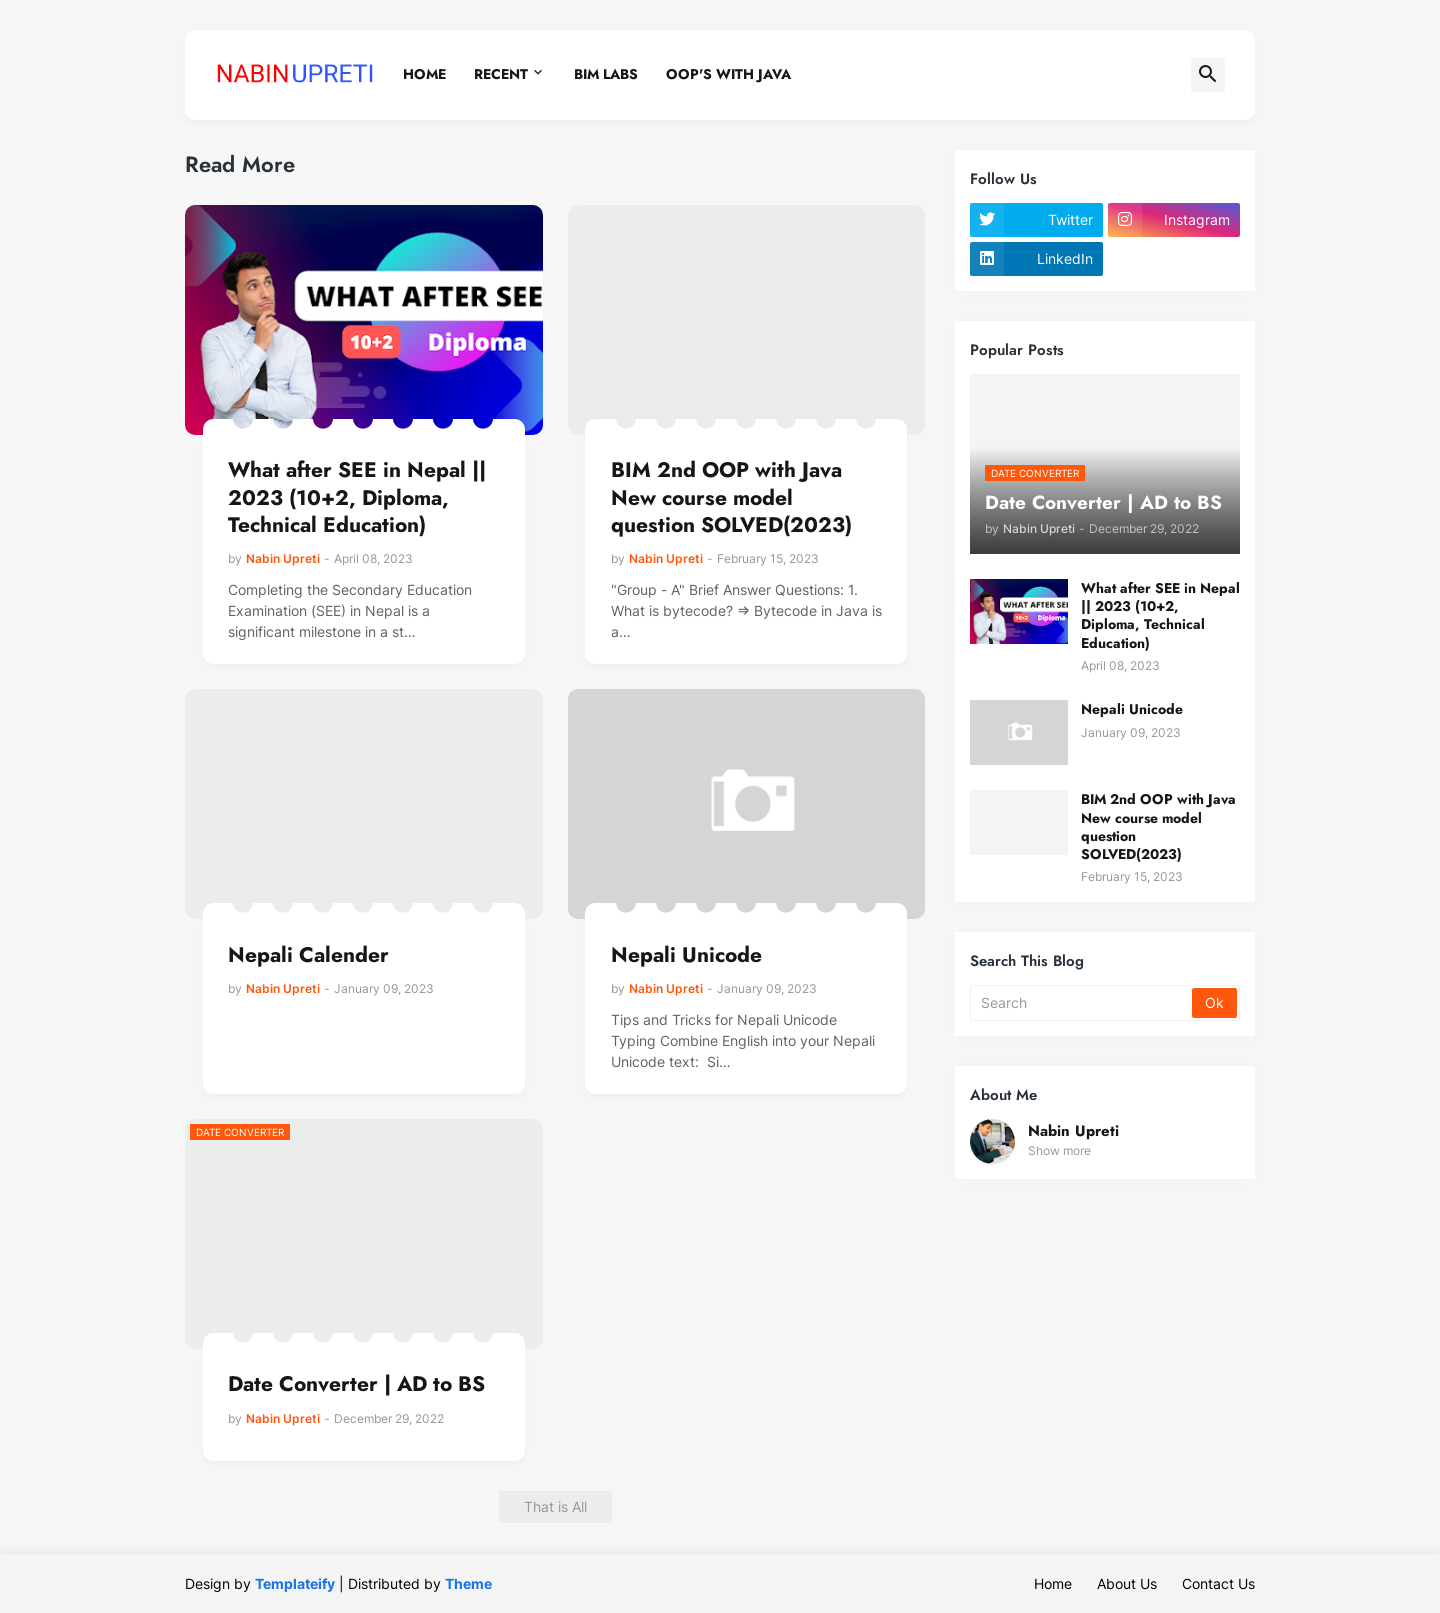 NABIN UPRETI
HOME
RECENT
BIM LABS
OOP'S WITH JAVA
Read More
WHAT AFTER SEE
10+2
Diploma
What after SEE in Nepal ||
2023 (10+2, Diploma,
Technical Education)
by Nabin Upreti - April 08, 2023
Completing the Secondary Education
Examination (SEE) in Nepal is a
significant milestone in a st…
BIM 2nd OOP with Java
New course model
question SOLVED(2023)
by Nabin Upreti - February 15, 2023
"Group - A" Brief Answer Questions: 1.
What is bytecode? ⇒ Bytecode in Java is
a…
Nepali Calender
by Nabin Upreti - January 09, 2023
Nepali Unicode
by Nabin Upreti - January 09, 2023
Tips and Tricks for Nepali Unicode
Typing Combine English into your Nepali
Unicode text:  Si…
DATE CONVERTER
Date Converter | AD to BS
by Nabin Upreti - December 29, 2022
That is All
Follow Us
Twitter
Instagram
LinkedIn
Popular Posts
DATE CONVERTER
Date Converter | AD to BS
by Nabin Upreti - December 29, 2022
WHAT AFTER SEE
10+2
Diploma
What after SEE in Nepal
|| 2023 (10+2,
Diploma, Technical
Education)
April 08, 2023
Nepali Unicode
January 09, 2023
BIM 2nd OOP with Java
New course model
question
SOLVED(2023)
February 15, 2023
Search This Blog
Search
Ok
About Me
Nabin Upreti
Show more
Design by Templateify | Distributed by Theme
Home
About Us
Contact Us